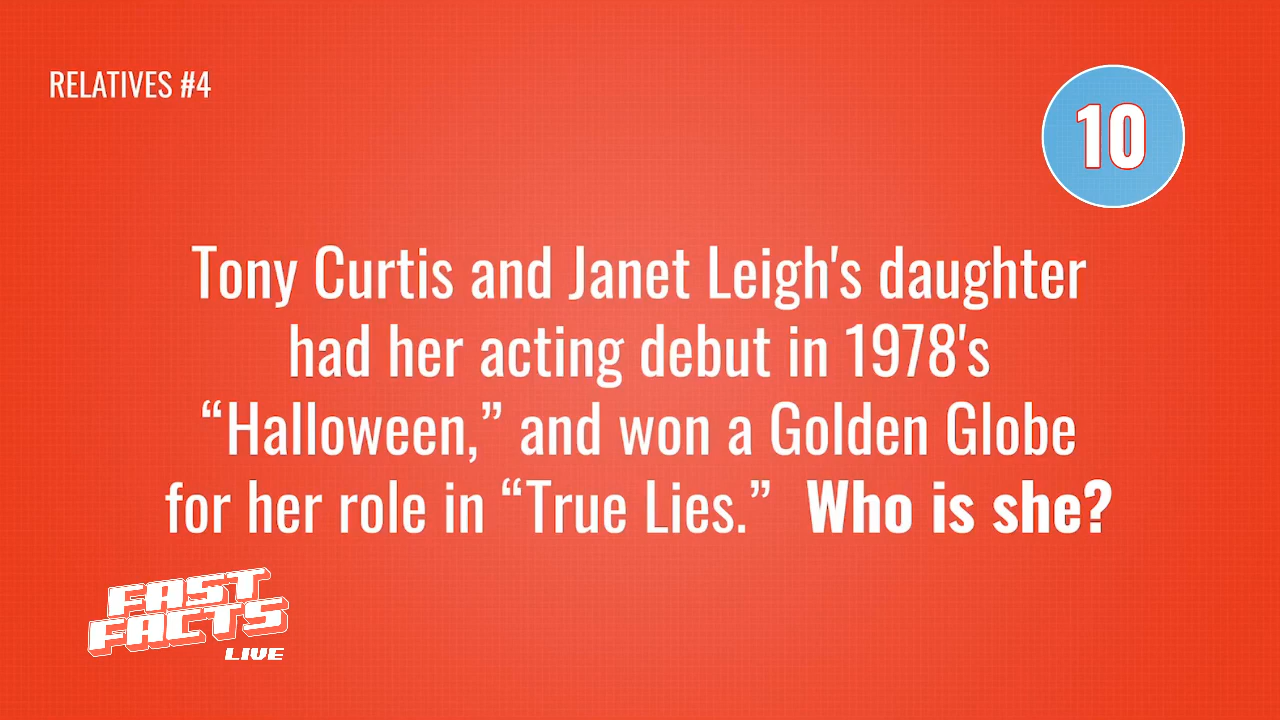 RELATIVES #4
10
Tony Curtis and Janet Leigh's daughter
had her acting debut in 1978's
“Halloween,” and won a Golden Globe
for her role in “True Lies.” Who is she?
FAST
FACTS
LIVE